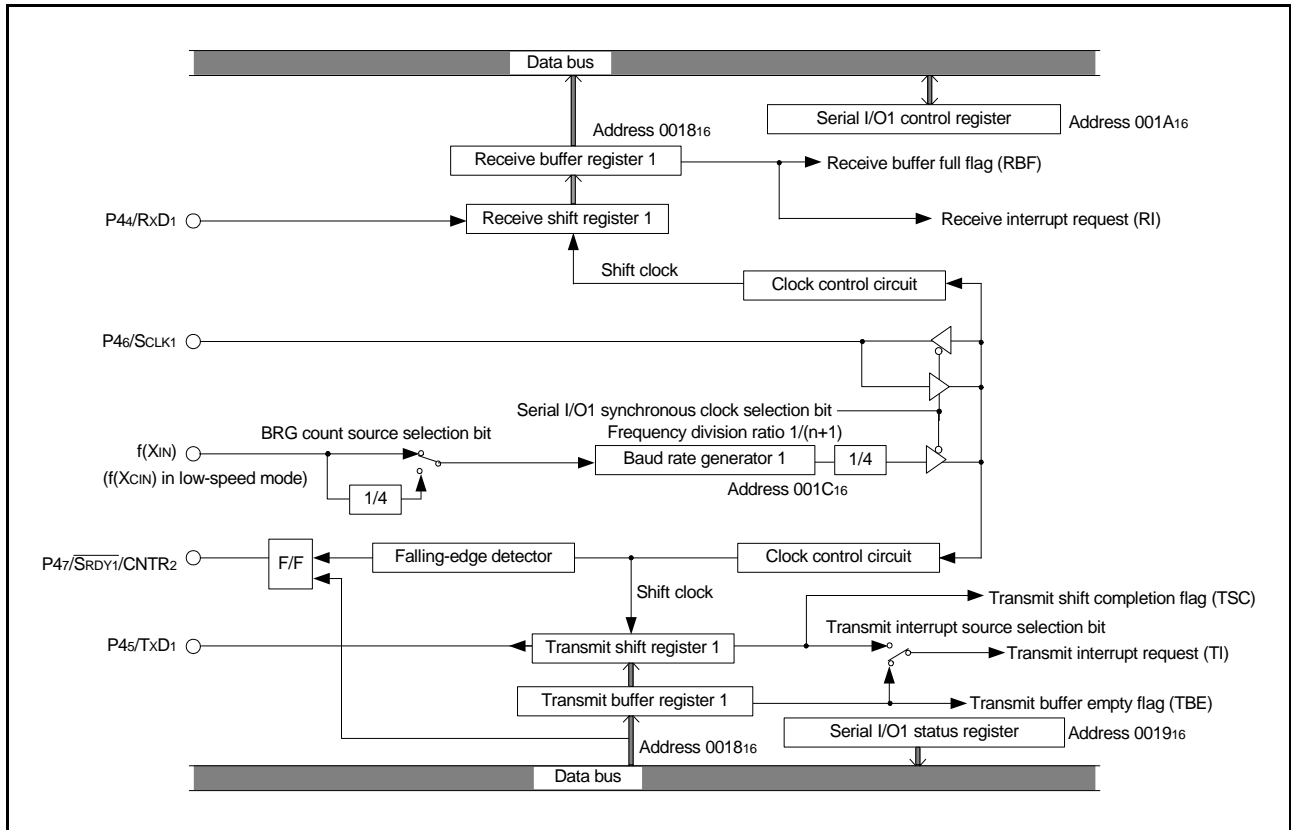 Data bus
Serial I/O1 control register
Address 001A16
Address 001816
Receive buffer register 1
Receive buffer full flag (RBF)
P44/RXD1
Receive shift register 1
Receive interrupt request (RI)
Shift clock
Clock control circuit
P46/SCLK1
Serial I/O1 synchronous clock selection bit
BRG count source selection bit
Frequency division ratio 1/(n+1)
f(XIN)
Baud rate generator 1
1/4
(f(XCIN) in low-speed mode)
1/4
Address 001C16
P47/SRDY1/CNTR2
F/F
Falling-edge detector
Clock control circuit
Shift clock
Transmit shift completion flag (TSC)
P45/TXD1
Transmit shift register 1
Transmit interrupt source selection bit
Transmit interrupt request (TI)
Transmit buffer register 1
Transmit buffer empty flag (TBE)
Address 001816
Serial I/O1 status register
Address 001916
Data bus